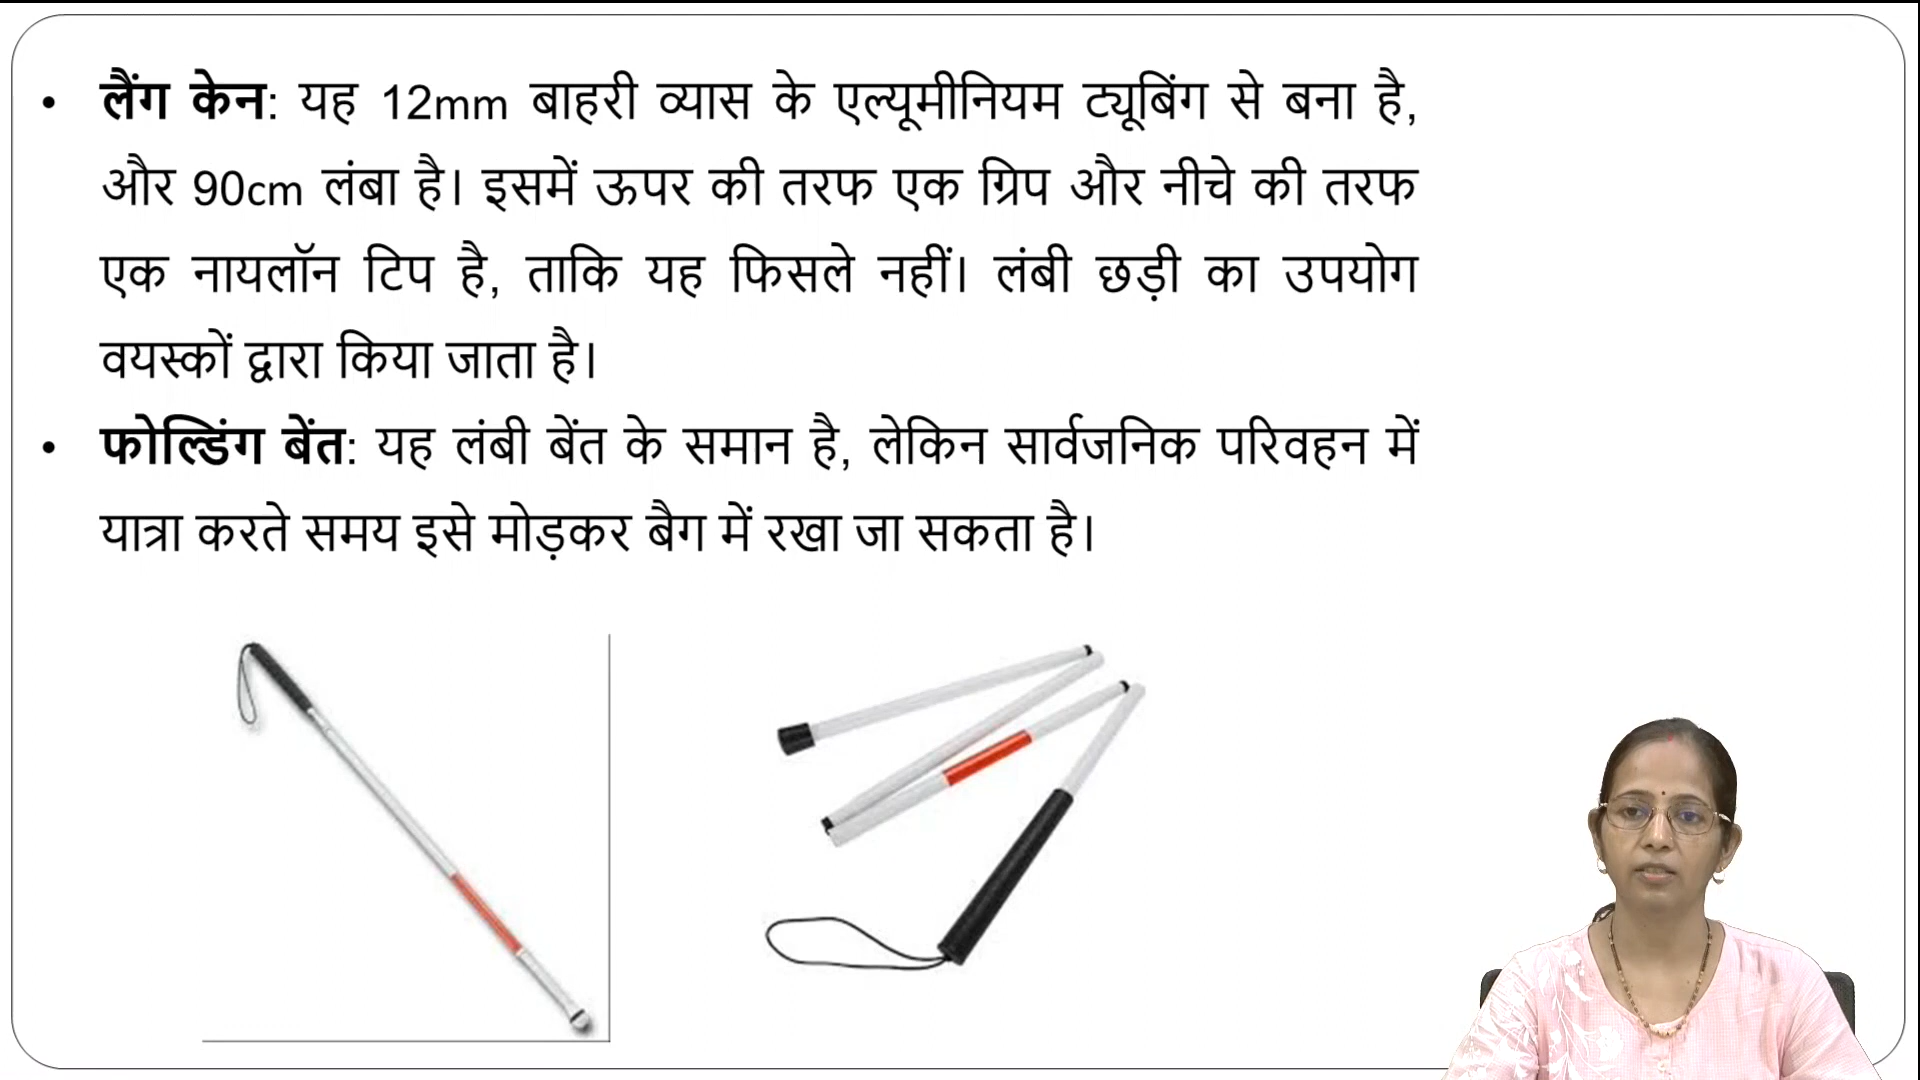 • लैंग केन: यह 12mm बाहरी व्यास के एल्यूमीनियम ट्यूबिंग से बना है,
और 90cm लंबा है। इसमें ऊपर की तरफ एक ग्रिप और नीचे की तरफ
एक नायलॉन टिप है, ताकि यह फिसले नहीं। लंबी छड़ी का उपयोग
वयस्कों द्वारा किया जाता है।
• फोल्डिंग बेंत: यह लंबी बेंत के समान है, लेकिन सार्वजनिक परिवहन में
यात्रा करते समय इसे मोड़कर बैग में रखा जा सकता है।